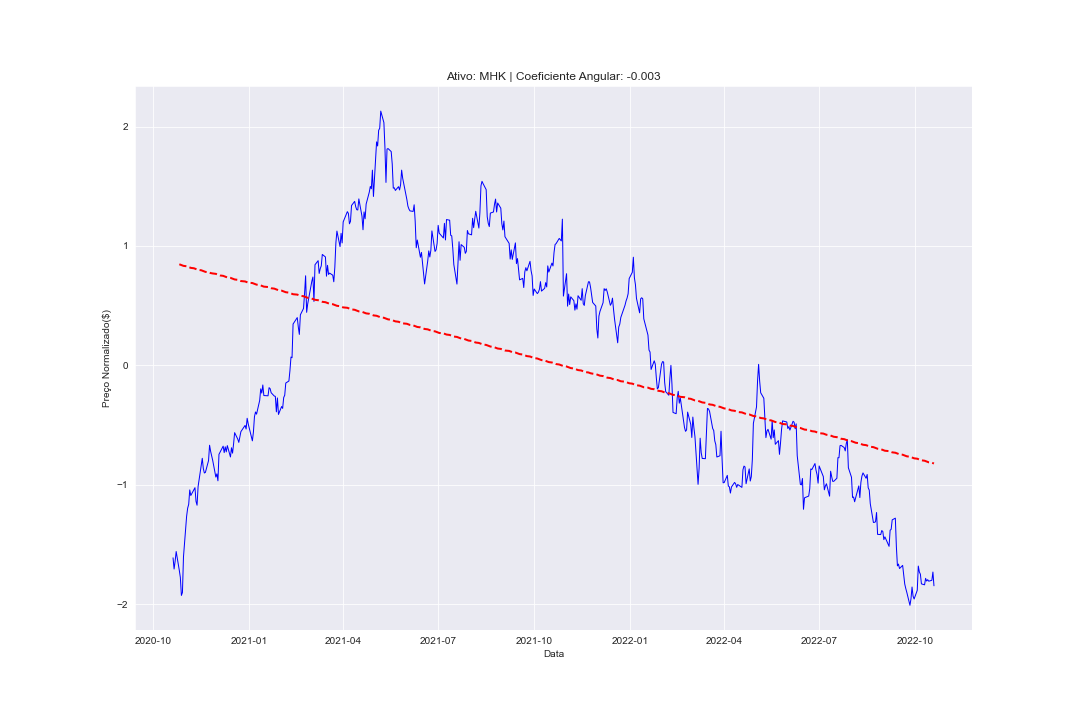 Ativo: MHK | Coeficiente Angular: -0.003
Preço Normalizado($)
2
1
0
−1
−2
2020-10 2021-01 2021-04 2021-07 2021-10 2022-01 2022-04 2022-07 2022-10
Data